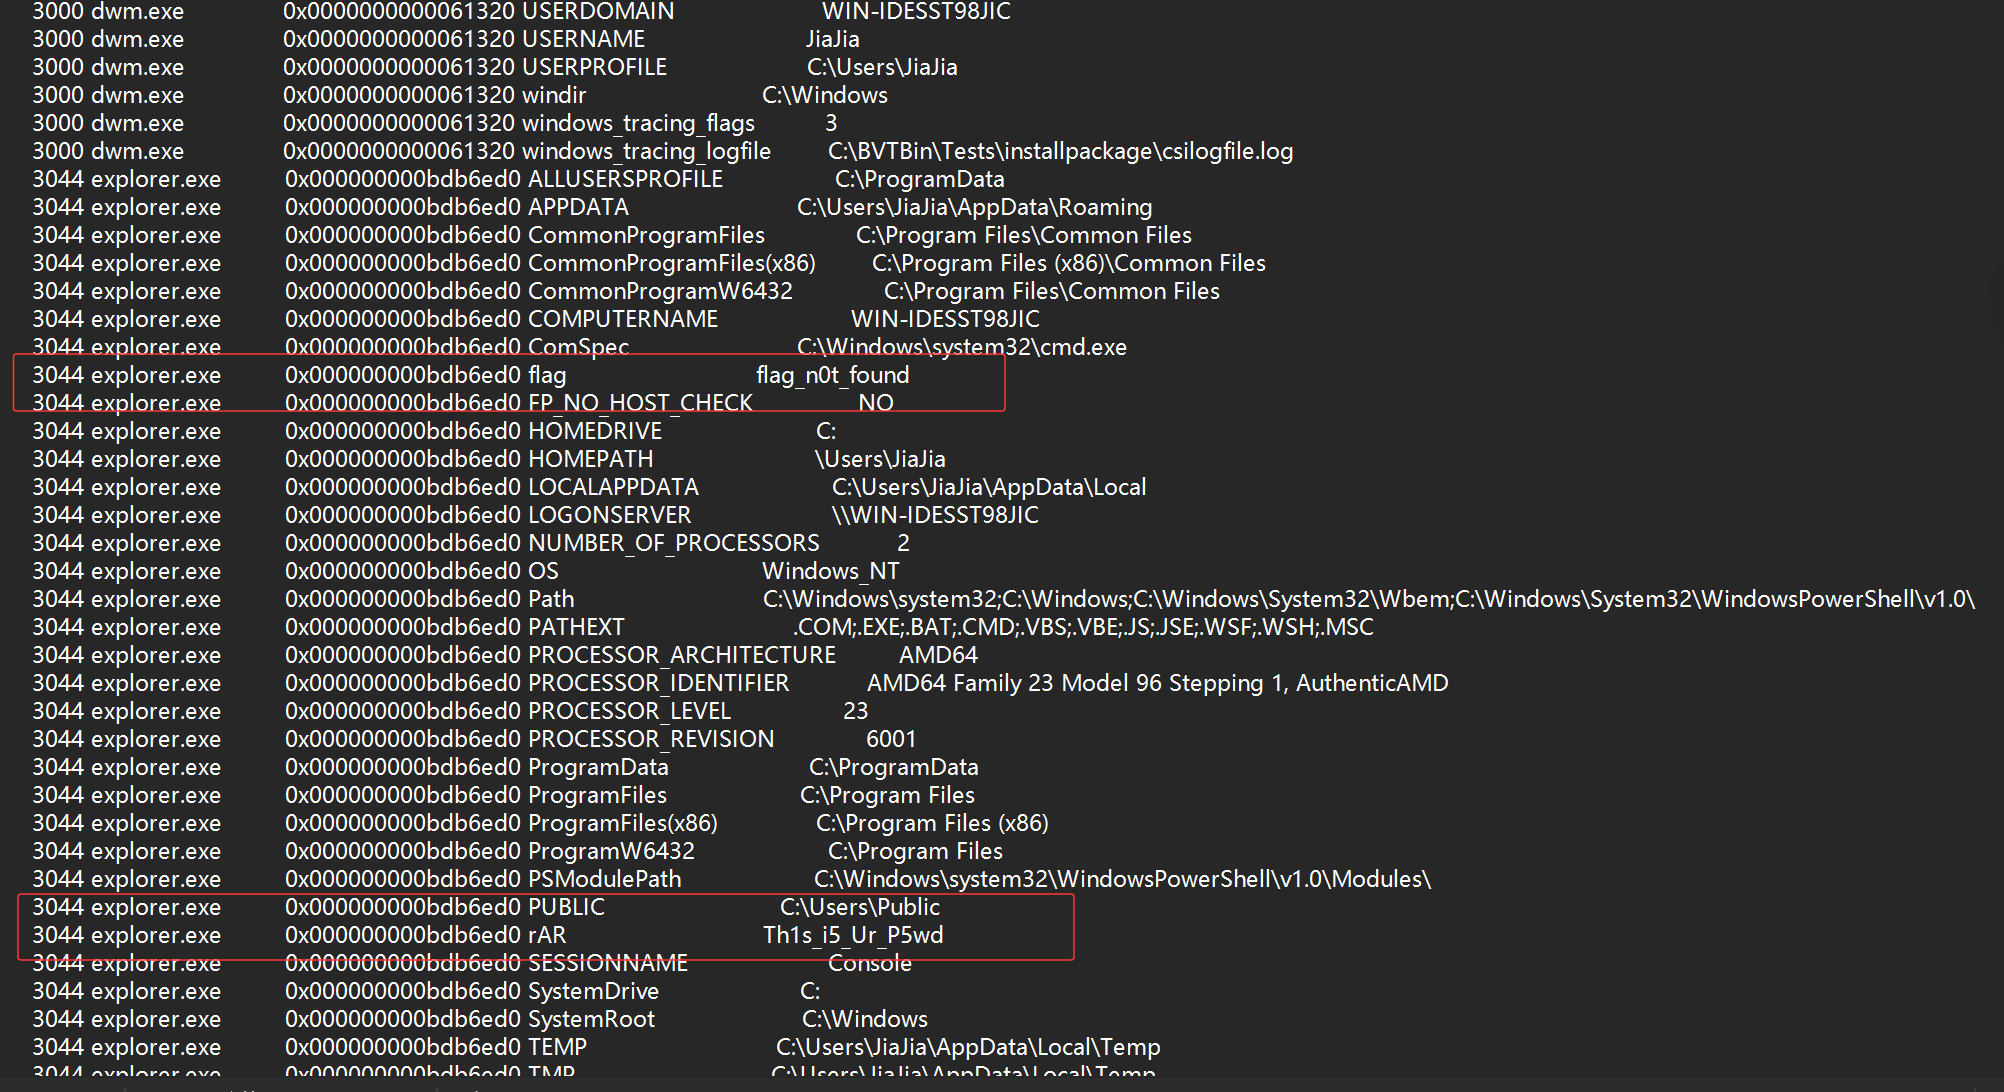 3000 dwm.exe 0x0000000000061320 USERDOMAIN WIN-IDESST98JIC
3000 dwm.exe 0x0000000000061320 USERNAME JiaJia
3000 dwm.exe 0x0000000000061320 USERPROFILE C:\Users\JiaJia
3000 dwm.exe 0x0000000000061320 windir C:\Windows
3000 dwm.exe 0x0000000000061320 windows_tracing_flags 3
3000 dwm.exe 0x0000000000061320 windows_tracing_logfile C:\BVTBin\Tests\installpackage\csilogfile.log
3044 explorer.exe 0x000000000bdb6ed0 ALLUSERSPROFILE C:\ProgramData
3044 explorer.exe 0x000000000bdb6ed0 APPDATA C:\Users\JiaJia\AppData\Roaming
3044 explorer.exe 0x000000000bdb6ed0 CommonProgramFiles C:\Program Files\Common Files
3044 explorer.exe 0x000000000bdb6ed0 CommonProgramFiles(x86) C:\Program Files (x86)\Common Files
3044 explorer.exe 0x000000000bdb6ed0 CommonProgramW6432 C:\Program Files\Common Files
3044 explorer.exe 0x000000000bdb6ed0 COMPUTERNAME WIN-IDESST98JIC
3044 explorer.exe 0x000000000bdb6ed0 ComSpec C:\Windows\system32\cmd.exe
3044 explorer.exe 0x000000000bdb6ed0 flag flag_n0t_found
3044 explorer.exe 0x000000000bdb6ed0 FP_NO_HOST_CHECK NO
3044 explorer.exe 0x000000000bdb6ed0 HOMEDRIVE C:
3044 explorer.exe 0x000000000bdb6ed0 HOMEPATH \Users\JiaJia
3044 explorer.exe 0x000000000bdb6ed0 LOCALAPPDATA C:\Users\JiaJia\AppData\Local
3044 explorer.exe 0x000000000bdb6ed0 LOGONSERVER \\WIN-IDESST98JIC
3044 explorer.exe 0x000000000bdb6ed0 NUMBER_OF_PROCESSORS 2
3044 explorer.exe 0x000000000bdb6ed0 OS Windows_NT
3044 explorer.exe 0x000000000bdb6ed0 Path C:\Windows\system32;C:\Windows;C:\Windows\System32\Wbem;C:\Windows\System32\WindowsPowerShell\v1.0\
3044 explorer.exe 0x000000000bdb6ed0 PATHEXT .COM;.EXE;.BAT;.CMD;.VBS;.VBE;.JS;.JSE;.WSF;.WSH;.MSC
3044 explorer.exe 0x000000000bdb6ed0 PROCESSOR_ARCHITECTURE AMD64
3044 explorer.exe 0x000000000bdb6ed0 PROCESSOR_IDENTIFIER AMD64 Family 23 Model 96 Stepping 1, AuthenticAMD
3044 explorer.exe 0x000000000bdb6ed0 PROCESSOR_LEVEL 23
3044 explorer.exe 0x000000000bdb6ed0 PROCESSOR_REVISION 6001
3044 explorer.exe 0x000000000bdb6ed0 ProgramData C:\ProgramData
3044 explorer.exe 0x000000000bdb6ed0 ProgramFiles C:\Program Files
3044 explorer.exe 0x000000000bdb6ed0 ProgramFiles(x86) C:\Program Files (x86)
3044 explorer.exe 0x000000000bdb6ed0 ProgramW6432 C:\Program Files
3044 explorer.exe 0x000000000bdb6ed0 PSModulePath C:\Windows\system32\WindowsPowerShell\v1.0\Modules\
3044 explorer.exe 0x000000000bdb6ed0 PUBLIC C:\Users\Public
3044 explorer.exe 0x000000000bdb6ed0 rAR Th1s_i5_Ur_P5wd
3044 explorer.exe 0x000000000bdb6ed0 SESSIONNAME Console
3044 explorer.exe 0x000000000bdb6ed0 SystemDrive C:
3044 explorer.exe 0x000000000bdb6ed0 SystemRoot C:\Windows
3044 explorer.exe 0x000000000bdb6ed0 TEMP C:\Users\JiaJia\AppData\Local\Temp
3044 explorer.exe 0x000000000bdb6ed0 TMP C:\Users\JiaJia\AppData\Local\Temp